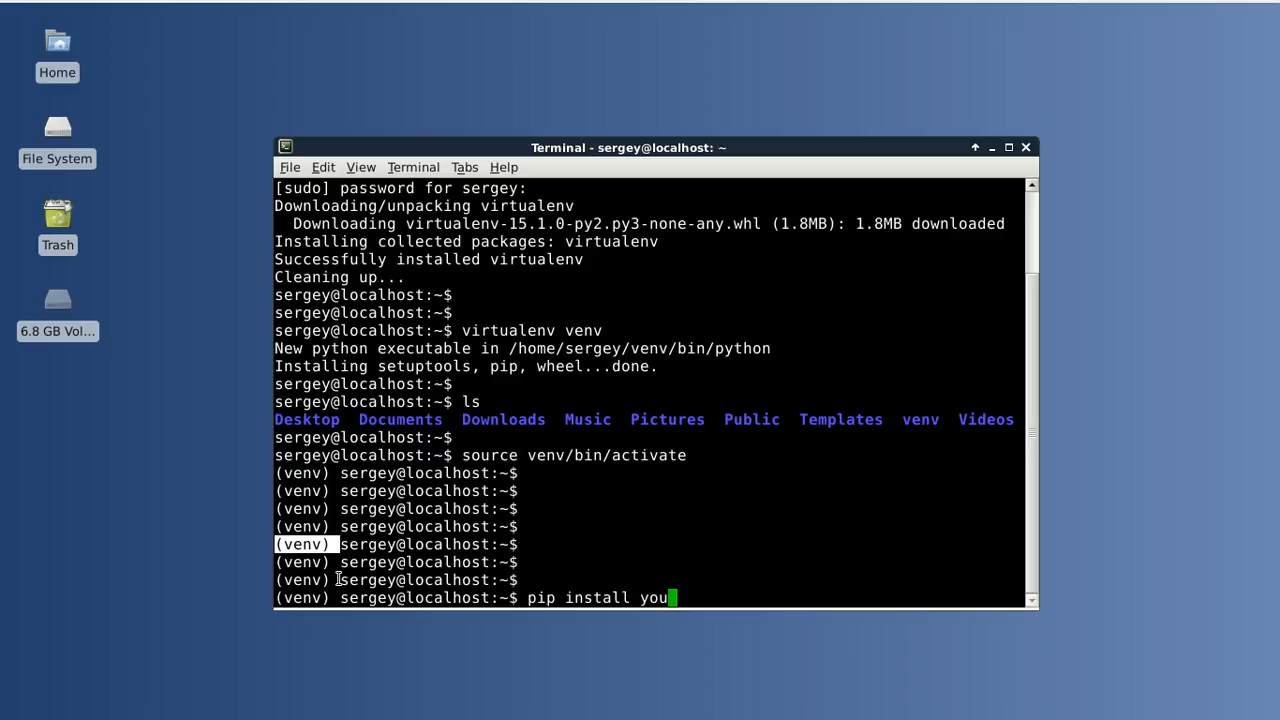 Home
File System
Trash
6.8 GB Vol...
Terminal - sergey@localhost: ~
File Edit View Terminal Tabs Help
[sudo] password for sergey:
Downloading/unpacking virtualenv
  Downloading virtualenv-15.1.0-py2.py3-none-any.whl (1.8MB): 1.8MB downloaded
Installing collected packages: virtualenv
Successfully installed virtualenv
Cleaning up...
sergey@localhost:~$
sergey@localhost:~$
sergey@localhost:~$ virtualenv venv
New python executable in /home/sergey/venv/bin/python
Installing setuptools, pip, wheel...done.
sergey@localhost:~$
sergey@localhost:~$ ls
Desktop  Documents  Downloads  Music  Pictures  Public  Templates  venv  Videos
sergey@localhost:~$
sergey@localhost:~$ source venv/bin/activate
(venv) sergey@localhost:~$
(venv) sergey@localhost:~$
(venv) sergey@localhost:~$
(venv) sergey@localhost:~$
(venv) sergey@localhost:~$
(venv) sergey@localhost:~$
(venv) sergey@localhost:~$
(venv) sergey@localhost:~$ pip install you